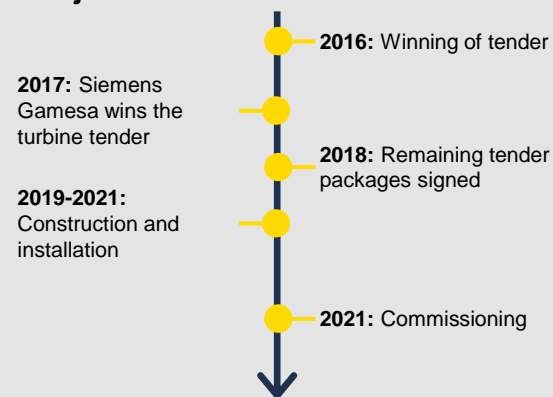 2016: Winning of tender
2017: Siemens
Gamesa wins the
turbine tender
2018: Remaining tender
packages signed
2019-2021:
Construction and
installation
2021: Commissioning